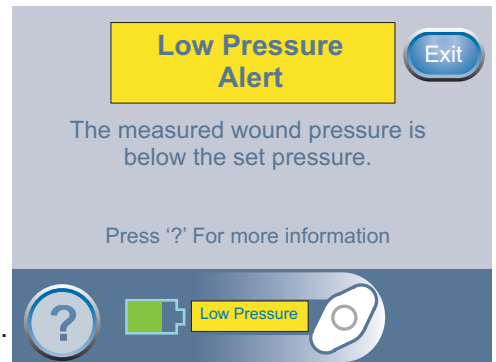 Low Pressure
Alert
Exit
The measured wound pressure is
below the set pressure.
Press ‘?’ For more information
.
?
Low Pressure